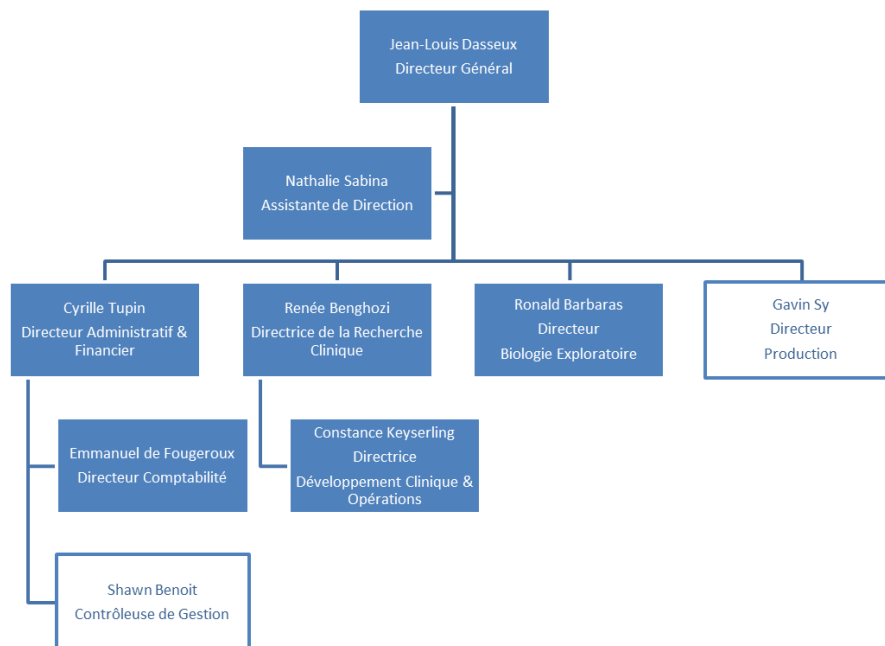 Jean-Louis Dasseux
Directeur Général
Nathalie Sabina
Assistante de Direction
Cyrille Tupin
Directeur Administratif &
Financier
Renée Benghozi
Directrice de la Recherche
Clinique
Ronald Barbaras
Directeur
Biologie Exploratoire
Gavin Sy
Directeur
Production
Emmanuel de Fougeroux
Directeur Comptabilité
Constance Keyserling
Directrice
Développement Clinique &
Opérations
Shawn Benoit
Contrôleuse de Gestion